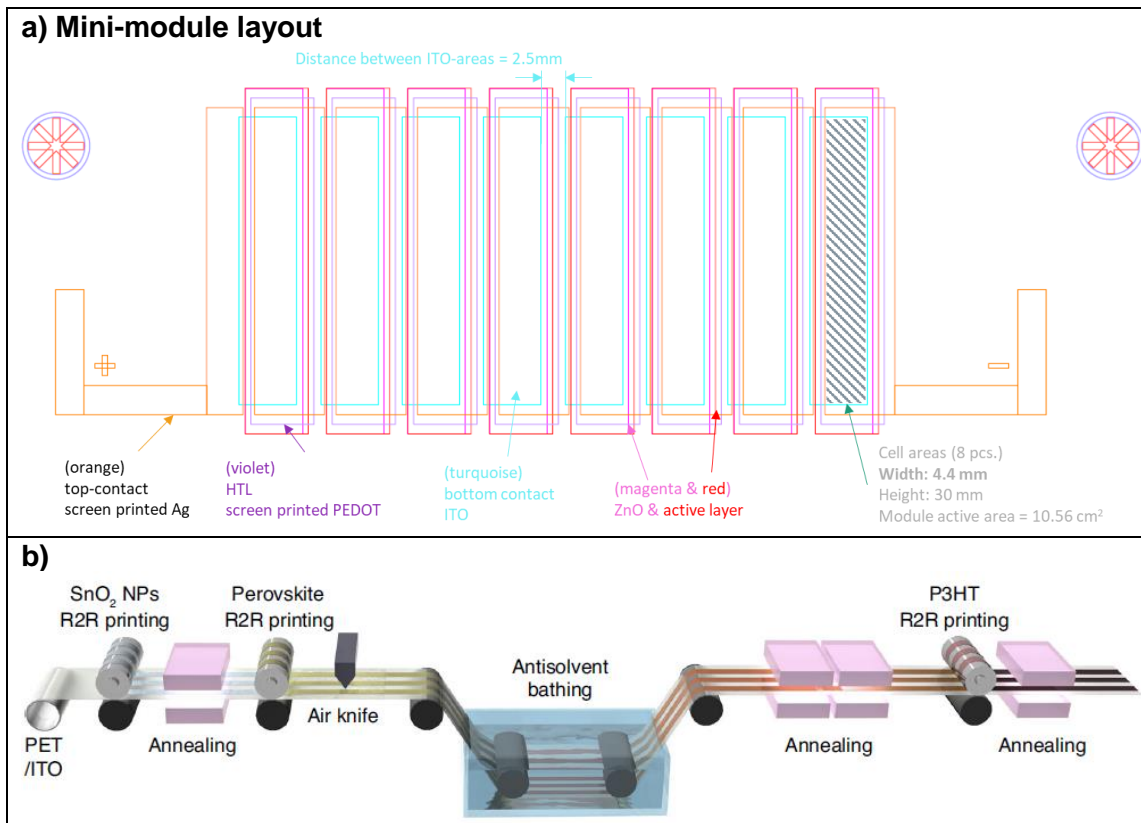 a) Mini-module layout
Distance between ITO-areas = 2.5mm
(orange)
top-contact
screen printed Ag
(violet)
HTL
screen printed PEDOT
(turquoise)
bottom contact
ITO
(magenta & red)
ZnO & active layer
Cell areas (8 pcs.)
Width: 4.4 mm
Height: 30 mm
Module active area = 10.56 cm²
b)
SnO₂ NPs
R2R printing
Perovskite
R2R printing
P3HT
R2R printing
Antisolvent
bathing
PET
/ITO
Annealing
Air knife
Annealing
Annealing